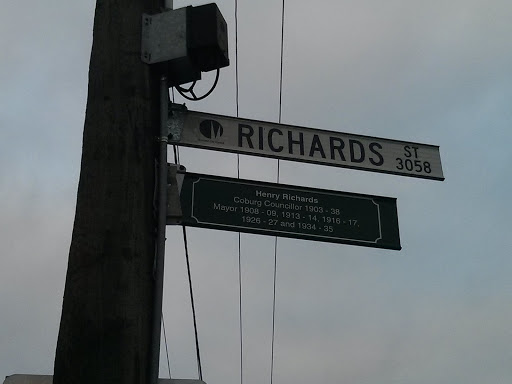 RICHARDS ST
3058
Henry Richards
Coburg Councillor 1903 - 38
Mayor 1908 - 09, 1913 - 14, 1916 - 17,
1926 - 27 and 1934 - 35